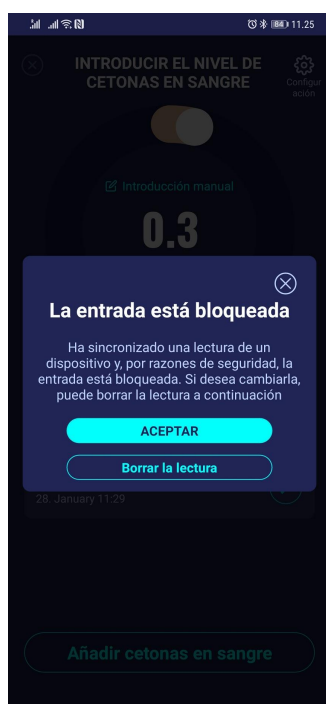 84 11.25
INTRODUCIR EL NIVEL DE
CETONAS EN SANGRE
Configur
ación
Introducción manual
0.3
La entrada está bloqueada
Ha sincronizado una lectura de un
dispositivo y, por razones de seguridad, la
entrada está bloqueada. Si desea cambiarla,
puede borrar la lectura a continuación
ACEPTAR
Borrar la lectura
28. January 11:29
Añadir cetonas en sangre